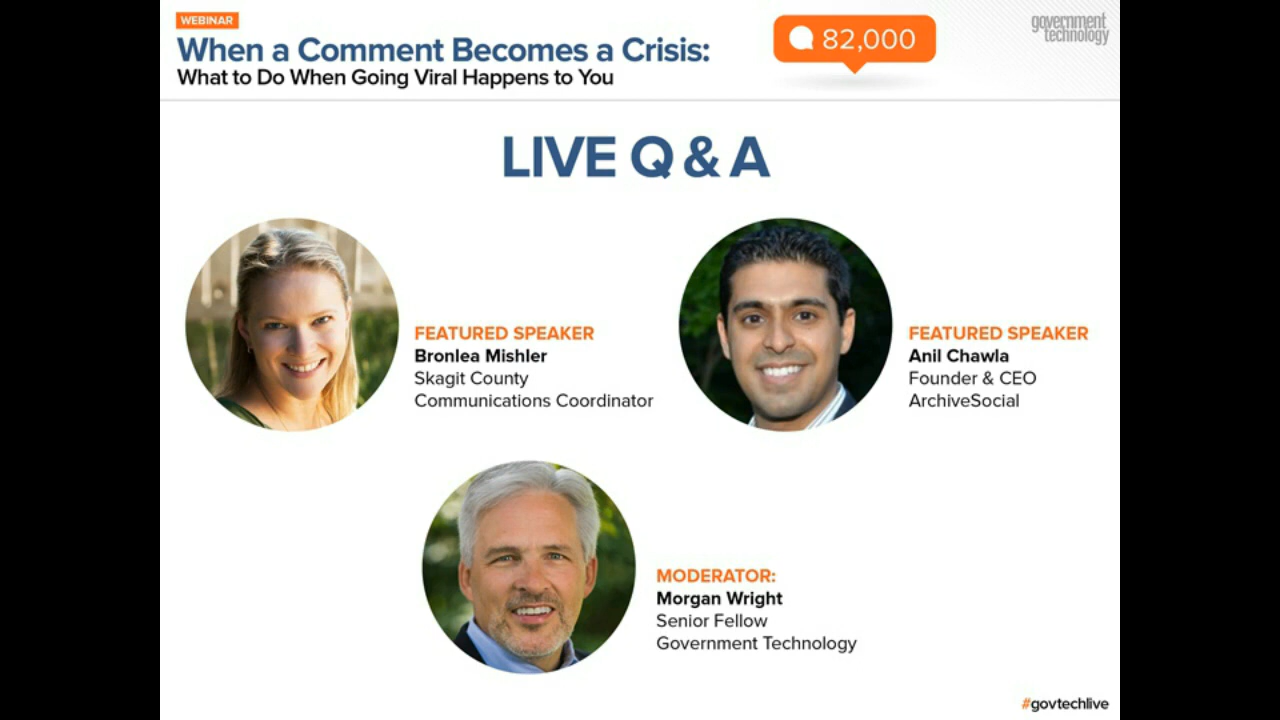 WEBINAR
When a Comment Becomes a Crisis:
What to Do When Going Viral Happens to You
82,000
government
technology
LIVE Q & A
FEATURED SPEAKER
Bronlea Mishler
Skagit County
Communications Coordinator
FEATURED SPEAKER
Anil Chawla
Founder & CEO
ArchiveSocial
MODERATOR:
Morgan Wright
Senior Fellow
Government Technology
#govtechlive